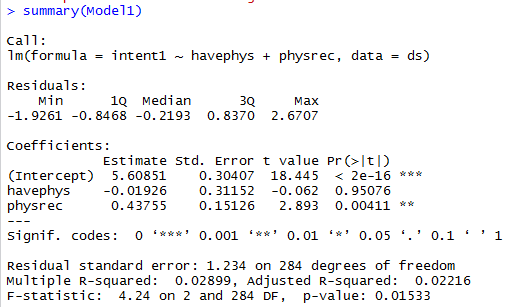 > summary(Model1)
Call:
lm(formula = intent1 ~ havephys + physrec, data = ds)
Residuals:
Min 1Q Median 3Q Max
-1.9261 -0.8468 -0.2193 0.8370 2.6707
Coefficients:
Estimate Std. Error t value Pr(>|t|)
(Intercept) 5.60851 0.30407 18.445 < 2e-16 ***
havephys -0.01926 0.31152 -0.062 0.95076
physrec 0.43755 0.15126 2.893 0.00411 **
---
Signif. codes: 0 ‘***’ 0.001 ‘**’ 0.01 ‘*’ 0.05 ‘.’ 0.1 ‘ ’ 1
Residual standard error: 1.234 on 284 degrees of freedom
Multiple R-squared: 0.02899, Adjusted R-squared: 0.02216
F-statistic: 4.24 on 2 and 284 DF, p-value: 0.01533